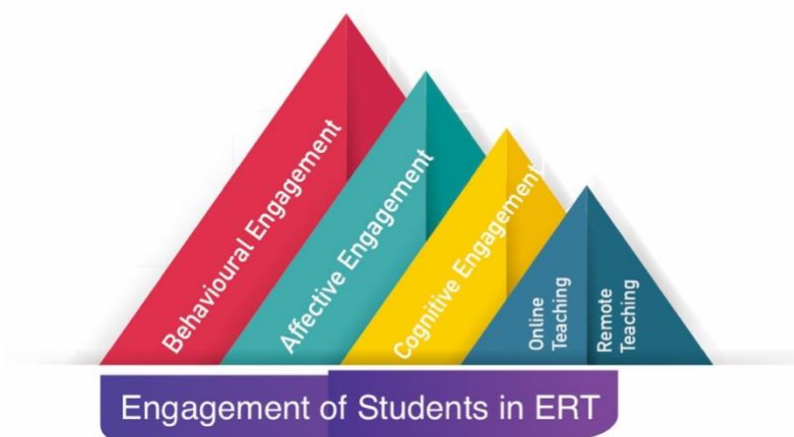 Behavioural Engagement
Affective Engagement
Cognitive Engagement
Online
Teaching
Remote
Teaching
Engagement of Students in ERT